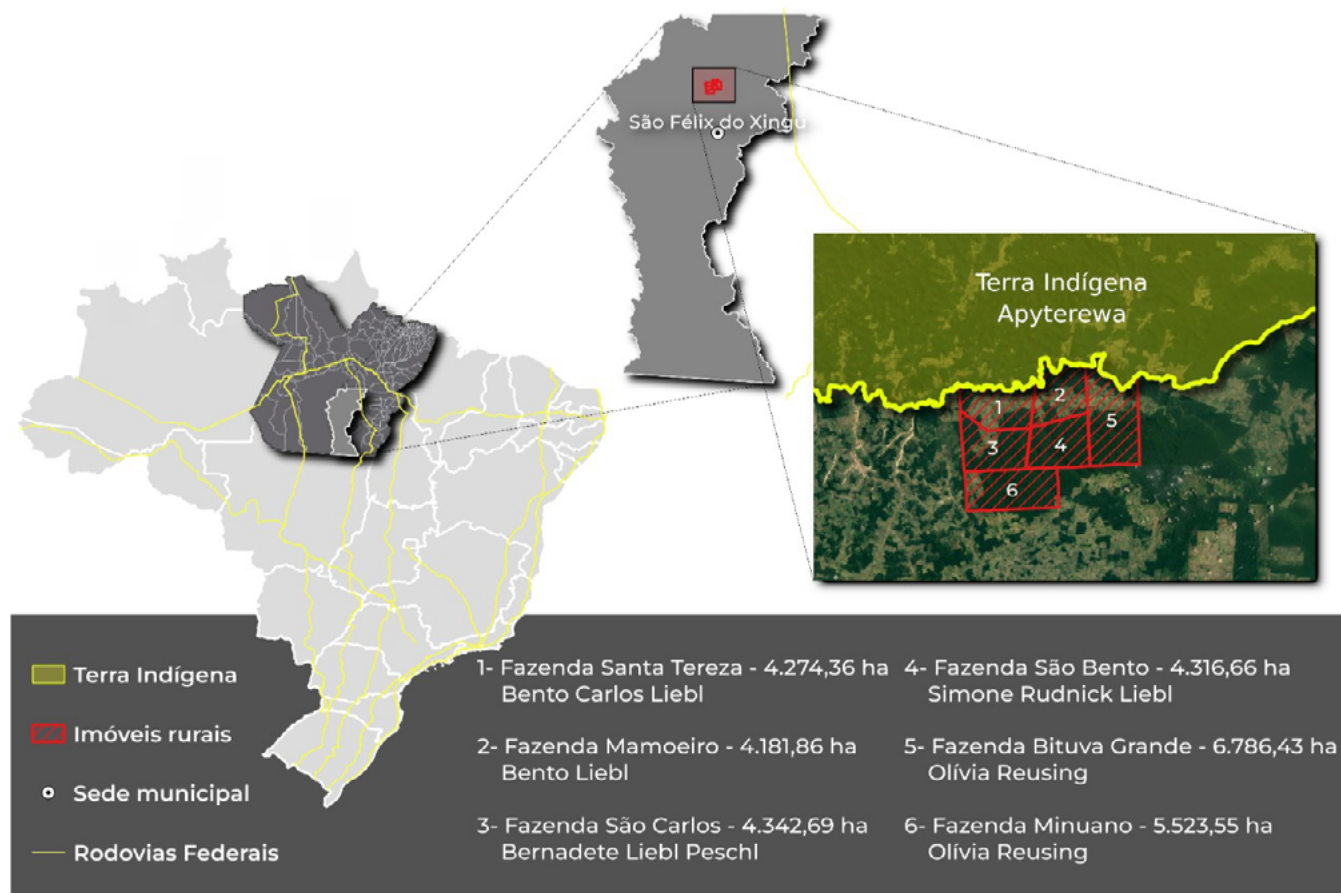 São Félix do Xingu
Terra Indígena
Apyterewa
1
2
3
4
5
6
Terra Indígena
Imóveis rurais
Sede municipal
Rodovias Federais
1- Fazenda Santa Tereza - 4.274,36 ha
Bento Carlos Liebl
2- Fazenda Mamoeiro - 4.181,86 ha
Bento Liebl
3- Fazenda São Carlos - 4.342,69 ha
Bernadete Liebl Peschl
4- Fazenda São Bento - 4.316,66 ha
Simone Rudnick Liebl
5- Fazenda Bituva Grande - 6.786,43 ha
Olívia Reusing
6- Fazenda Minuano - 5.523,55 ha
Olívia Reusing